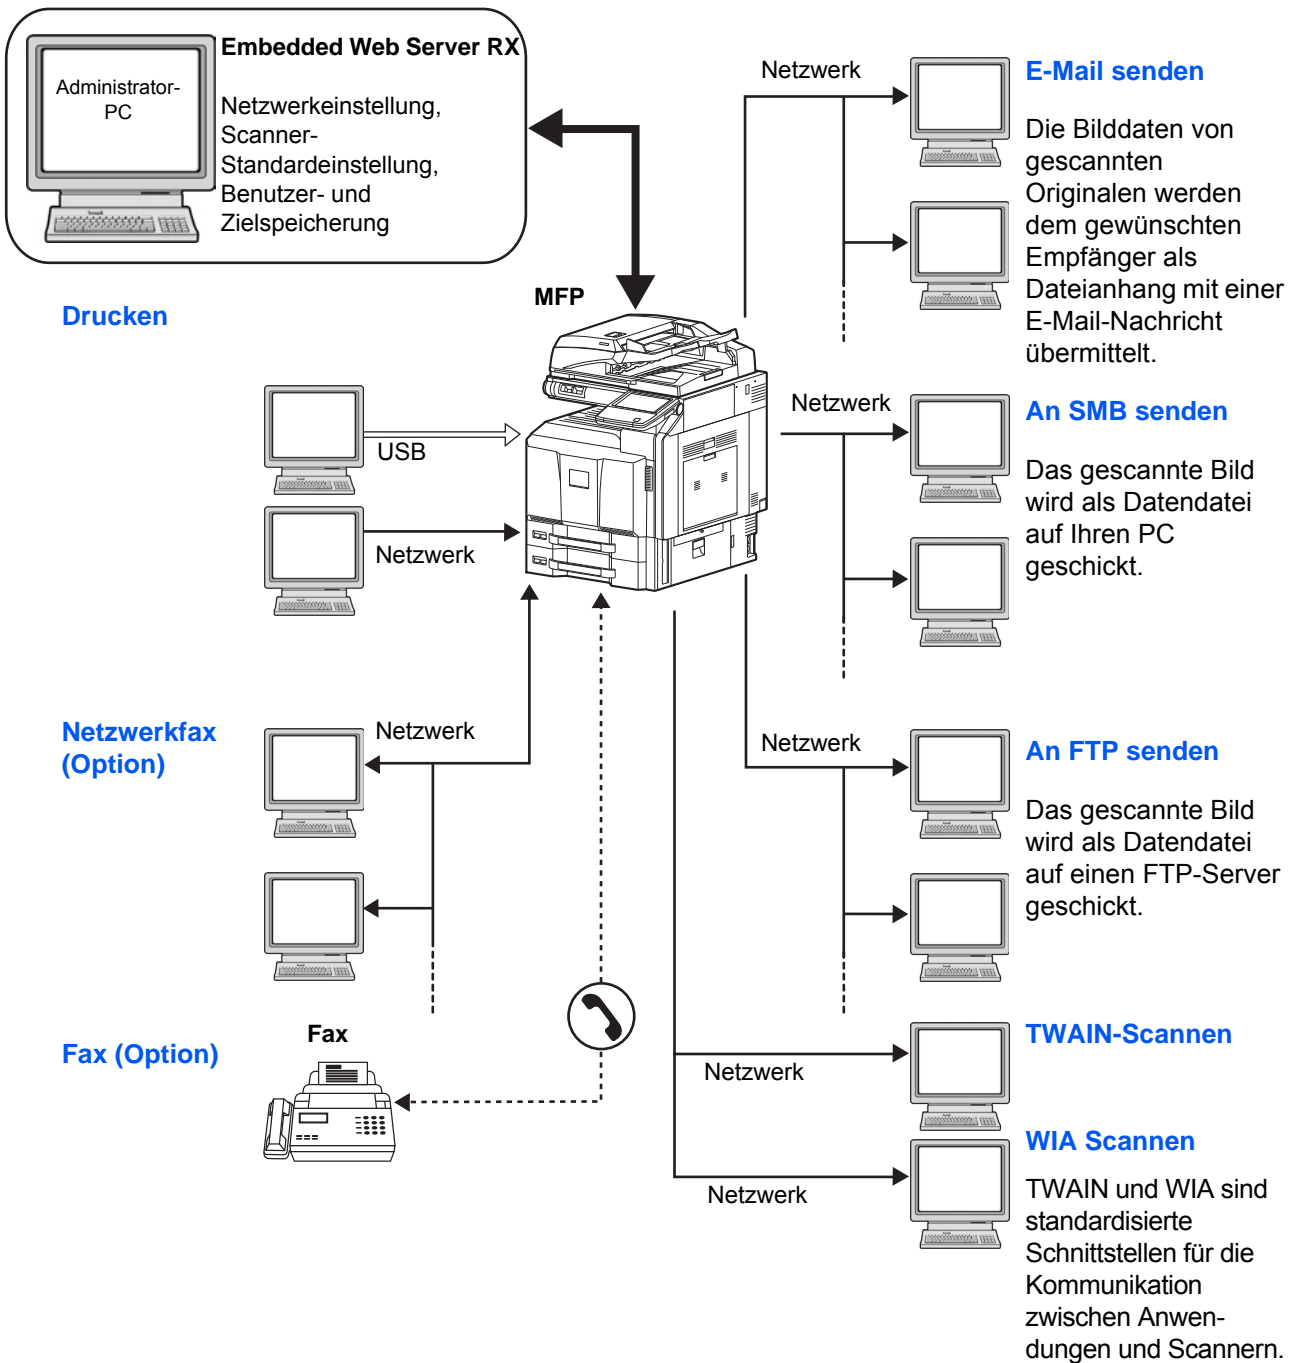 Embedded Web Server RX
Administrator-
PC
Netzwerkeinstellung,
Scanner-
Standardeinstellung,
Benutzer- und
Zielspeicherung
MFP
Drucken
USB
Netzwerk
Netzwerkfax
(Option)
Netzwerk
Fax (Option)
Fax
Netzwerk
E-Mail senden
Die Bilddaten von
gescannten
Originalen werden
dem gewünschten
Empfänger als
Dateianhang mit einer
E-Mail-Nachricht
übermittelt.
Netzwerk
An SMB senden
Das gescannte Bild
wird als Datendatei
auf Ihren PC
geschickt.
Netzwerk
An FTP senden
Das gescannte Bild
wird als Datendatei
auf einen FTP-Server
geschickt.
TWAIN-Scannen
Netzwerk
WIA Scannen
Netzwerk
TWAIN und WIA sind
standardisierte
Schnittstellen für die
Kommunikation
zwischen Anwen-
dungen und Scannern.